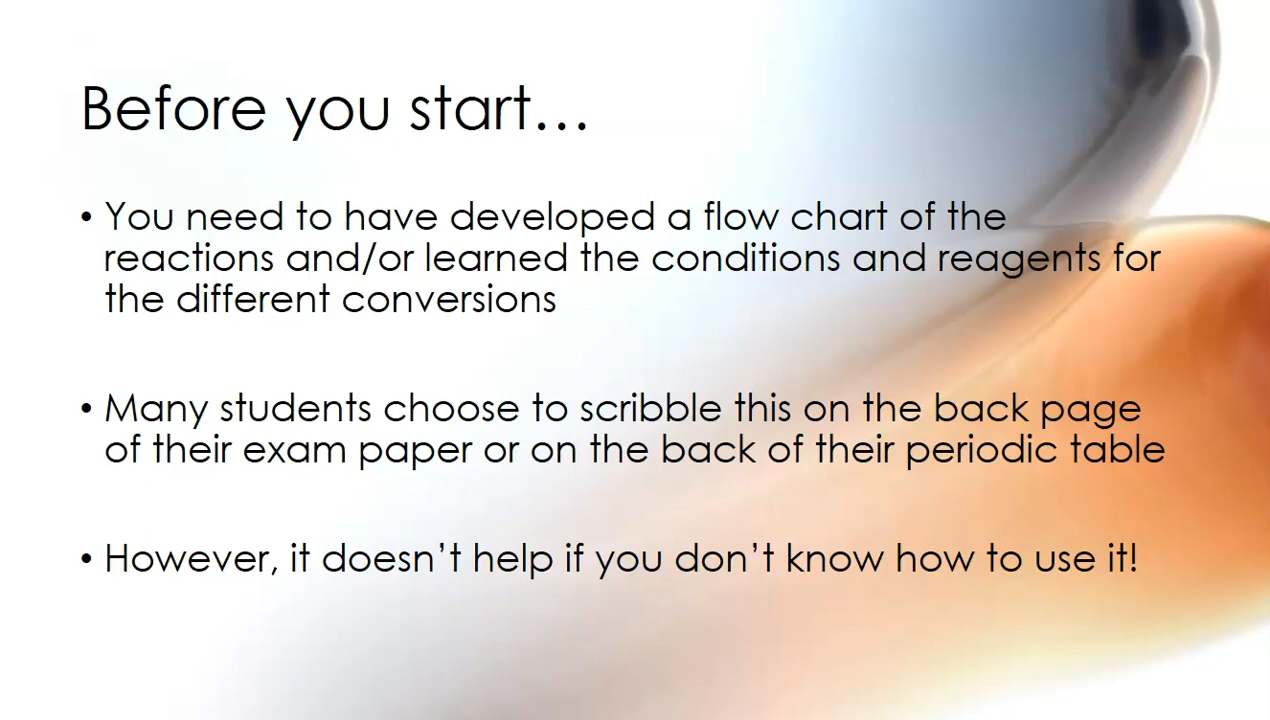 Before you start…
• You need to have developed a flow chart of the
reactions and/or learned the conditions and reagents for
the different conversions
• Many students choose to scribble this on the back page
of their exam paper or on the back of their periodic table
• However, it doesn’t help if you don’t know how to use it!